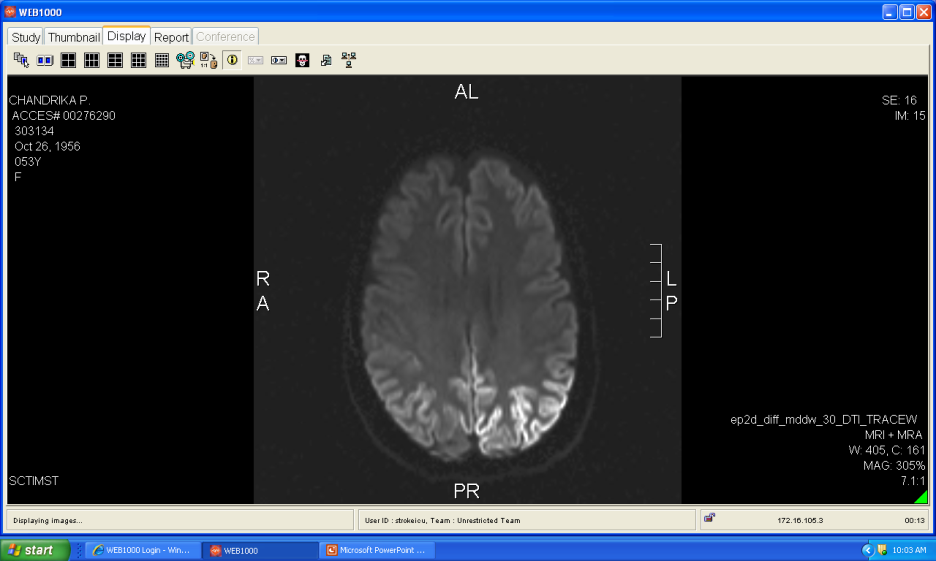 WEB1000
Study Thumbnail Display Report Conference
AL
CHANDRIKA P.
ACCES# 00276290
303134
Oct 26, 1956
053Y
F
SE: 16
IM: 15
R
A
L
P
ep2d_diff_mddw_30_DTI_TRACEW
MRI + MRA
W: 405, C: 161
MAG: 305%
7.1:1
SCTIMST
PR
Displaying images...
User ID : strokeicu, Team : Unrestricted Team
172.16.105.3
00:13
start
WEB1000 Login - Win...
WEB1000
Microsoft PowerPoint ...
10:03 AM